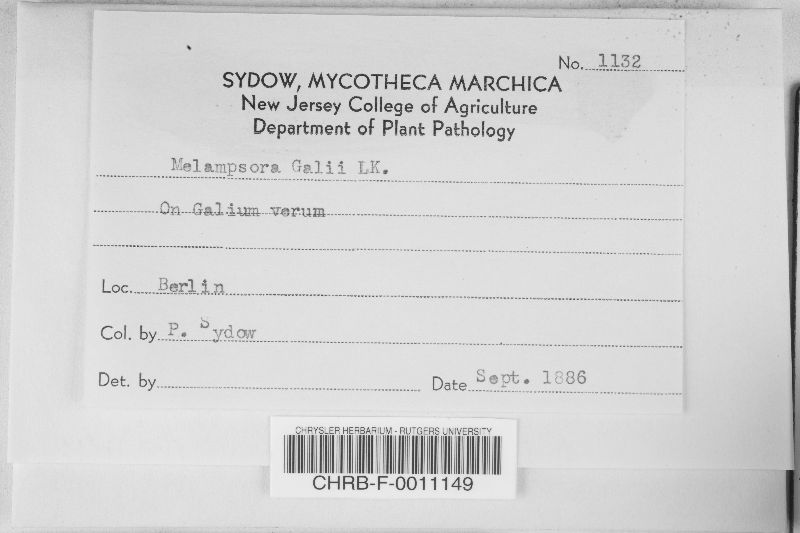 No. 1132
SYDOW, MYCOTHECA MARCHICA
New Jersey College of Agriculture
Department of Plant Pathology
Melampsora Galii LK.
On Galium verum
Loc. Berlin
Col. by P. Sydow
Det. by
Date Sept. 1886
CHRYSLER HERBARIUM - RUTGERS UNIVERSITY
CHRB-F-0011149